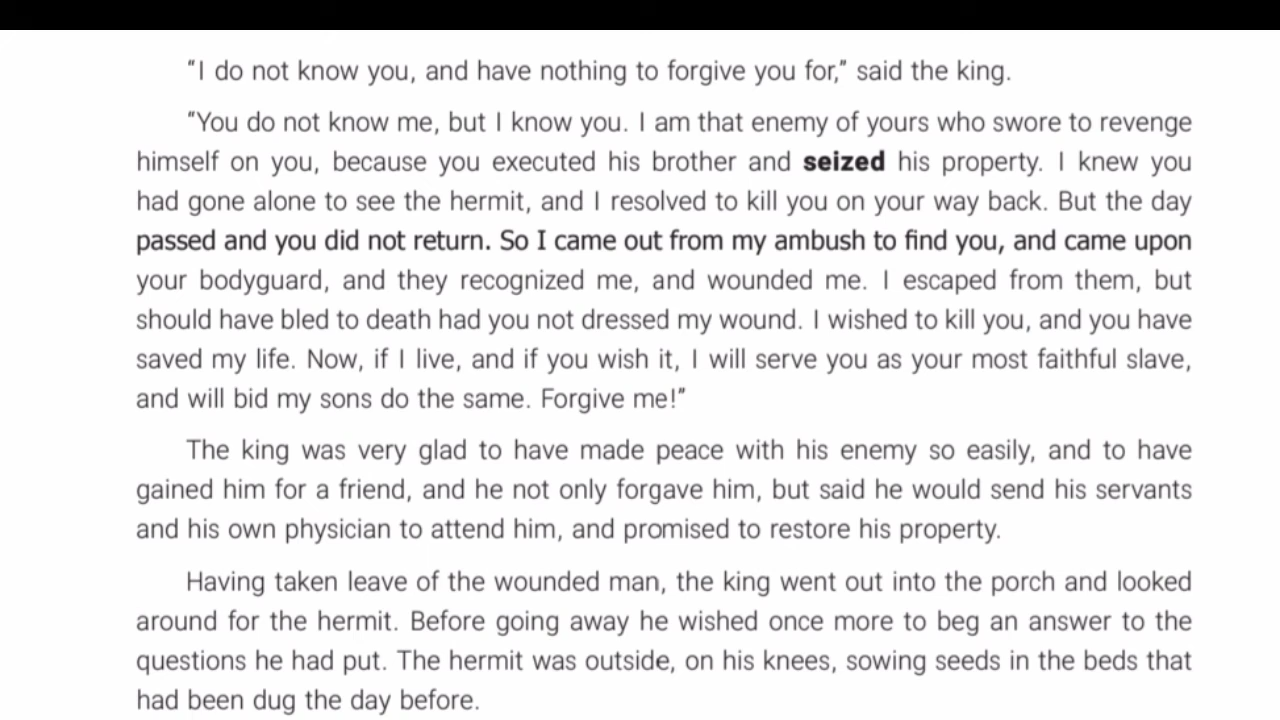 "I do not know you, and have nothing to forgive you for," said the king.
"You do not know me, but I know you. I am that enemy of yours who swore to revenge
himself on you, because you executed his brother and seized his property. I knew you
had gone alone to see the hermit, and I resolved to kill you on your way back. But the day
passed and you did not return. So I came out from my ambush to find you, and came upon
your bodyguard, and they recognized me, and wounded me. I escaped from them, but
should have bled to death had you not dressed my wound. I wished to kill you, and you have
saved my life. Now, if I live, and if you wish it, I will serve you as your most faithful slave,
and will bid my sons do the same. Forgive me!"
The king was very glad to have made peace with his enemy so easily, and to have
gained him for a friend, and he not only forgave him, but said he would send his servants
and his own physician to attend him, and promised to restore his property.
Having taken leave of the wounded man, the king went out into the porch and looked
around for the hermit. Before going away he wished once more to beg an answer to the
questions he had put. The hermit was outside, on his knees, sowing seeds in the beds that
had been dug the day before.